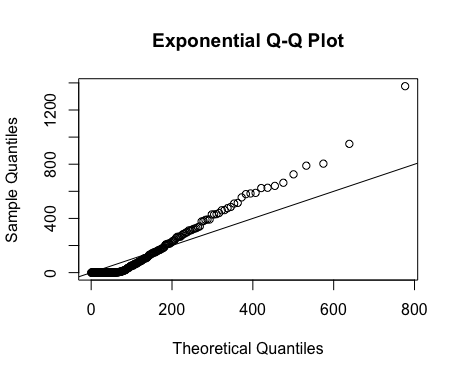 Exponential Q-Q Plot
Sample Quantiles
1200
800
400
0
0 200 400 600 800
Theoretical Quantiles